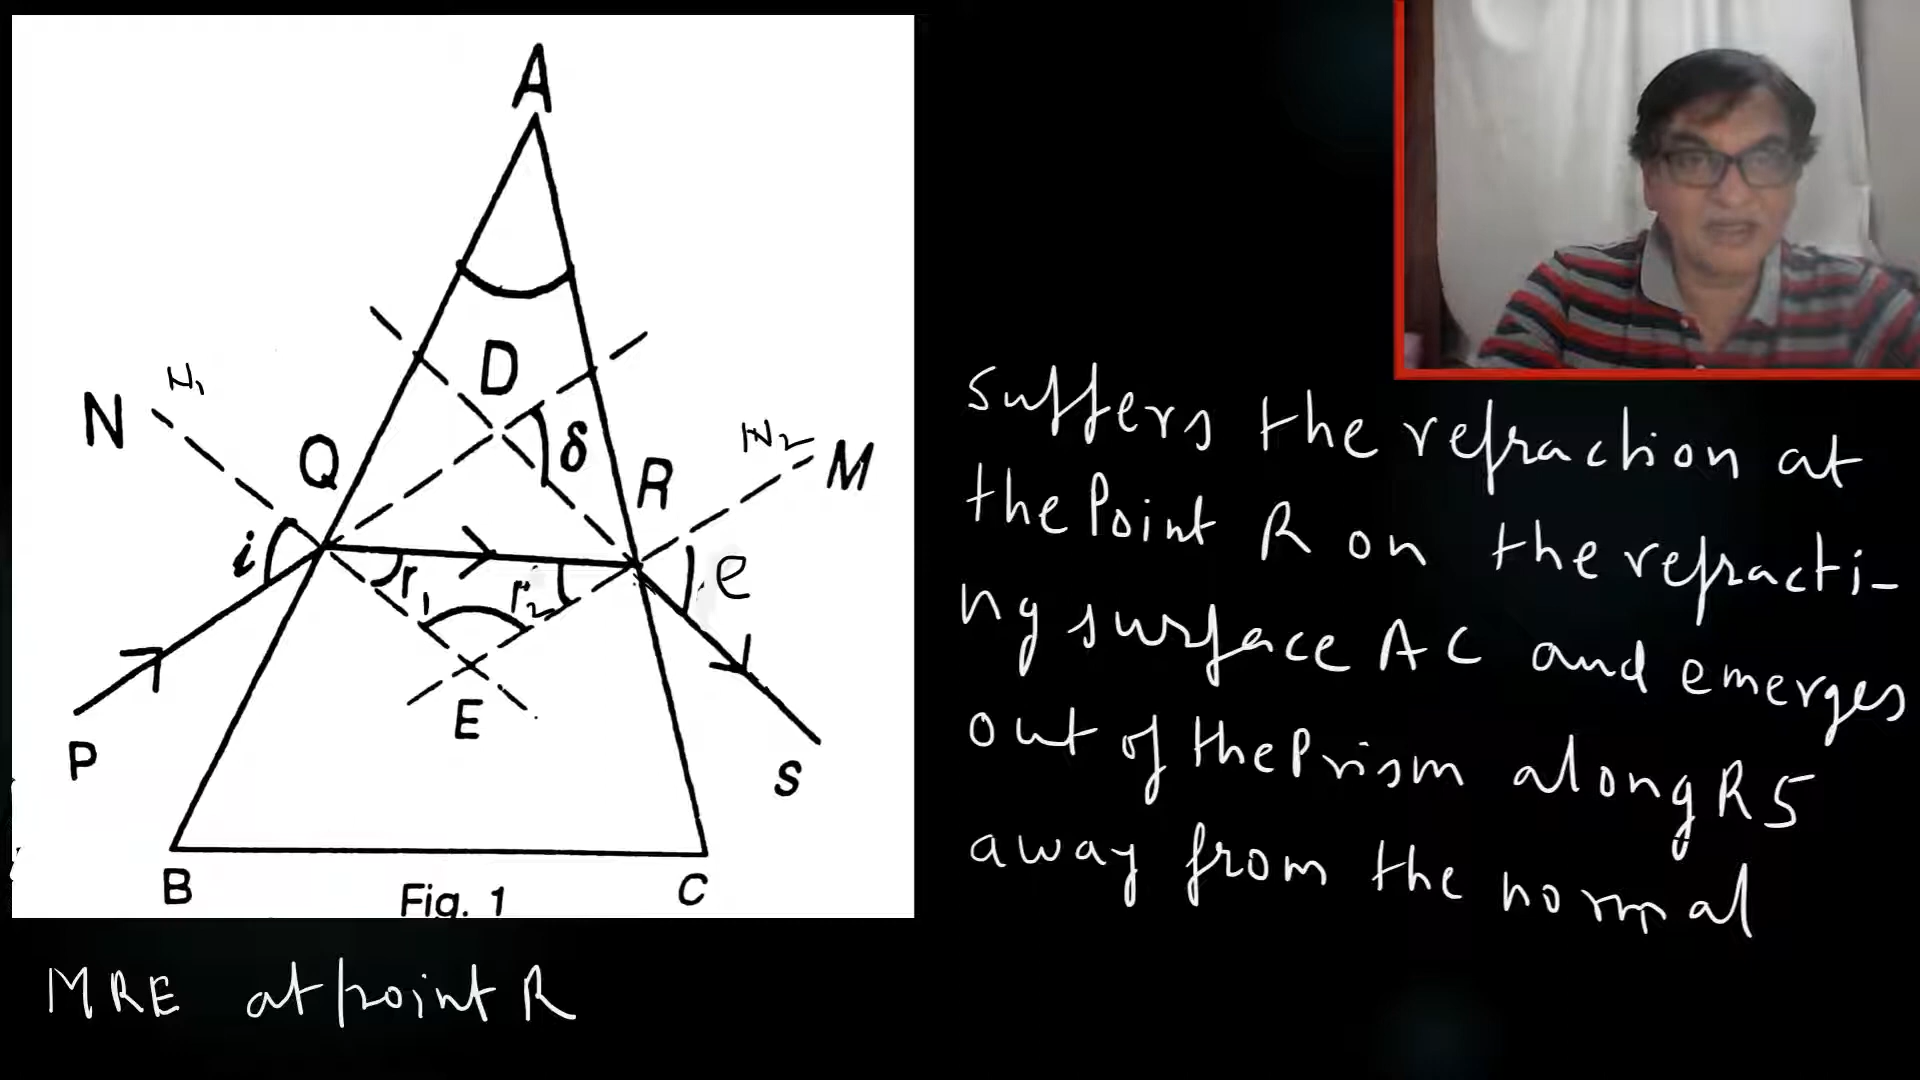 A
D
N N₁
Q
δ
R
N₂ M
i
r₁
r₂
e
E
P
S
B
Fig. 1
C
suffers the refraction at
the Point R on the refracti-
ng surface AC and emerges
out of the Prism along RS
away from the normal
MRE at point R